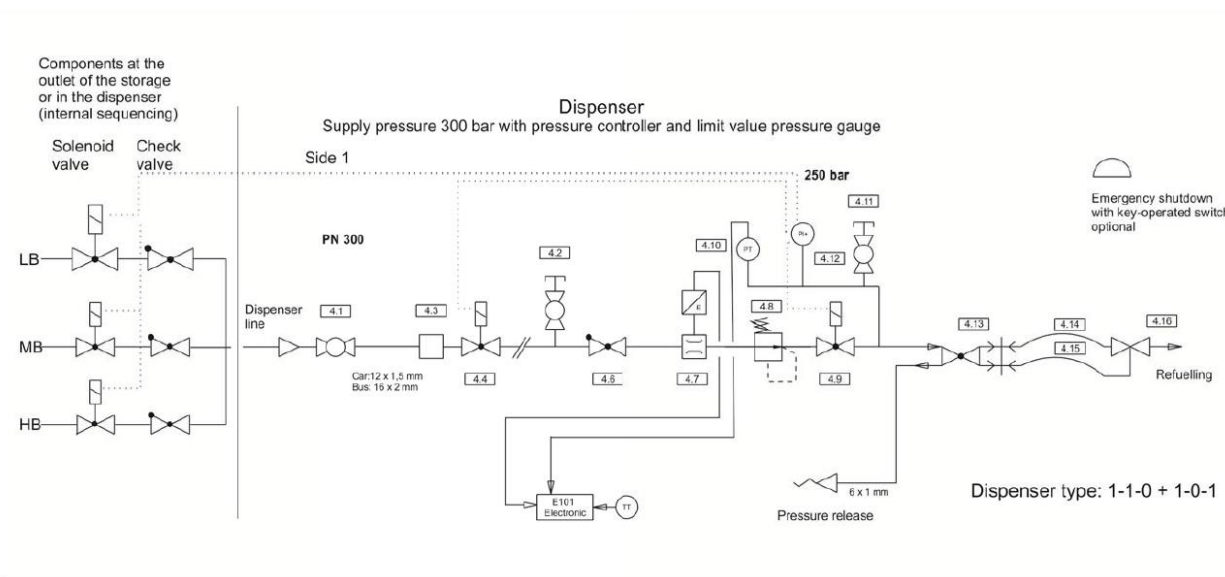 Components at the
outlet of the storage
or in the dispenser
(internal sequencing)
Solenoid
valve
Check
valve
Dispenser
Supply pressure 300 bar with pressure controller and limit value pressure gauge
Side 1
250 bar
Emergency shutdown
with key-operated switch
optional
PN 300
LB
MB
HB
Dispenser
line
4.1
4.3
4.2
4.10
PT
4.12
4.11
4.8
4.13
4.14
4.15
4.16
Car:12 x 1,5 mm
Bus: 16 x 2 mm
4.4
4.6
4.7
4.9
Refuelling
E101
Electronic
TT
6 x 1 mm
Pressure release
Dispenser type: 1-1-0 + 1-0-1